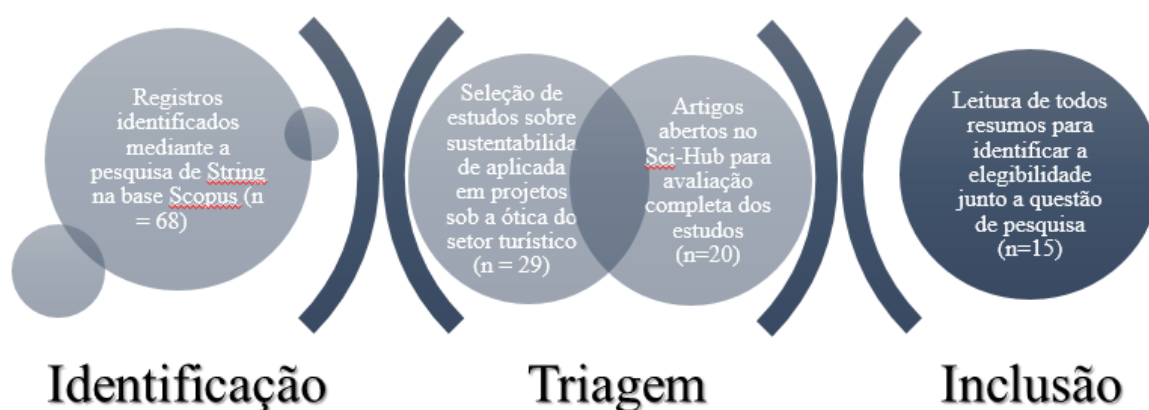 Registros
identificados
mediante a
pesquisa de String
na base Scopus (n
= 68)
Seleção de
estudos sobre
sustentabilida
de aplicada
em projetos
sob a ótica do
setor turístico
(n = 29)
Artigos
abertos no
Sci-Hub para
avaliação
completa dos
estudos
(n=20)
Leitura de todos
resumos para
identificar a
elegibilidade
junto a questão
de pesquisa
(n=15)
Identificação
Triagem
Inclusão